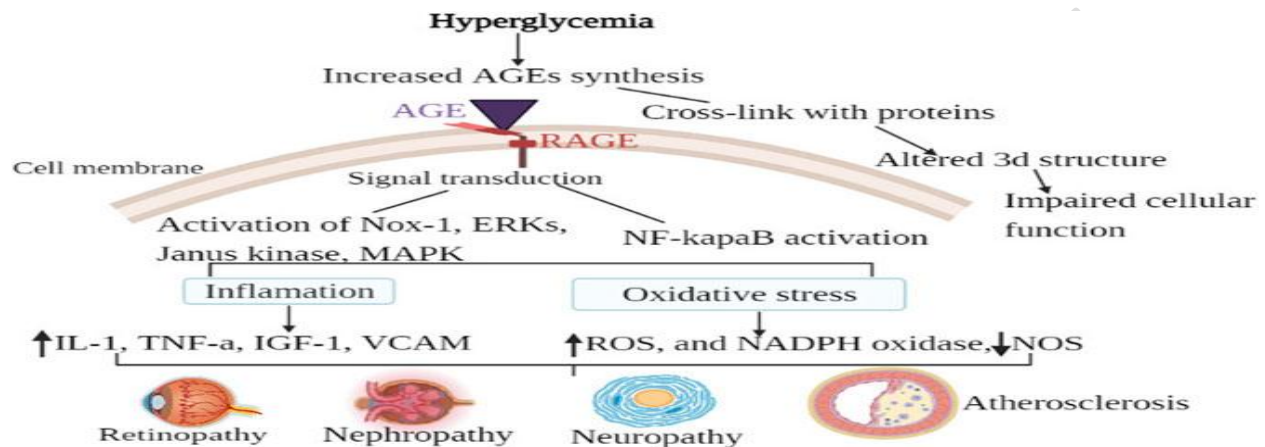 Hyperglycemia
Increased AGEs synthesis
AGE
Cross-link with proteins
RAGE
Cell membrane
Altered 3d structure
Signal transduction
Impaired cellular
function
Activation of Nox-1, ERKs,
Janus kinase, MAPK
NF-kapaB activation
Inflamation
Oxidative stress
↑IL-1, TNF-a, IGF-1, VCAM
↑ROS, and NADPH oxidase,↓NOS
Retinopathy
Nephropathy
Neuropathy
Atherosclerosis